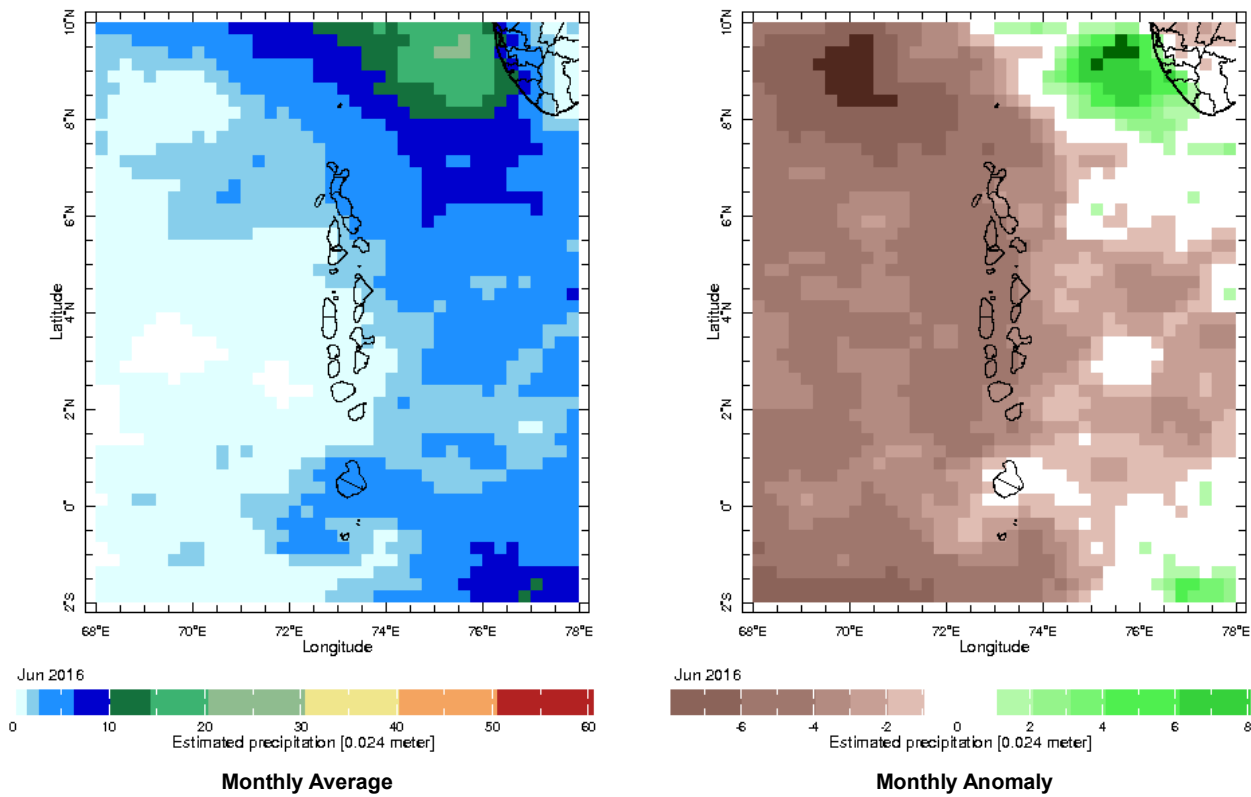 10°N
8°N
6°N
4°N
2°N
0°
2°S
Latitude
68°E 70°E 72°E 74°E 76°E 78°E
Longitude
Jun 2016
0 10 20 30 40 50 60
Estimated precipitation [0.024 meter]
Monthly Average
10°N
8°N
6°N
4°N
2°N
0°
2°S
Latitude
68°E 70°E 72°E 74°E 76°E 78°E
Longitude
Jun 2016
-6 -4 -2 0 2 4 6 8
Estimated precipitation [0.024 meter]
Monthly Anomaly